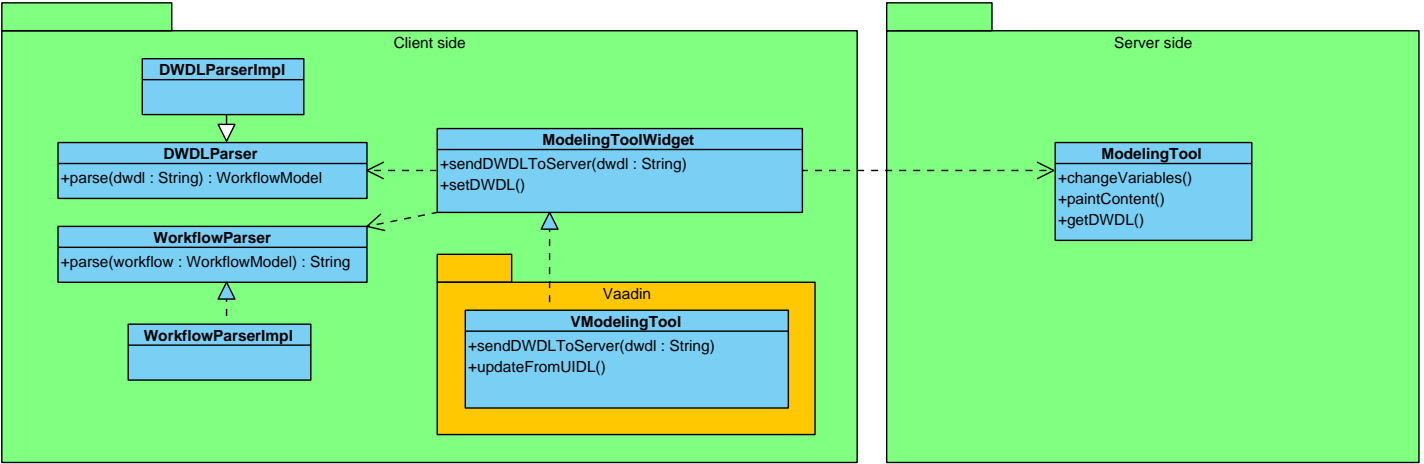 Client side
DWDLParserImpl
DWDLParser
+parse(dwdl : String) : WorkflowModel
WorkflowParser
+parse(workflow : WorkflowModel) : String
WorkflowParserImpl
ModelingToolWidget
+sendDWDLToServer(dwdl : String)
+setDWDL()
Vaadin
VModelingTool
+sendDWDLToServer(dwdl : String)
+updateFromUIDL()
Server side
ModelingTool
+changeVariables()
+paintContent()
+getDWDL()